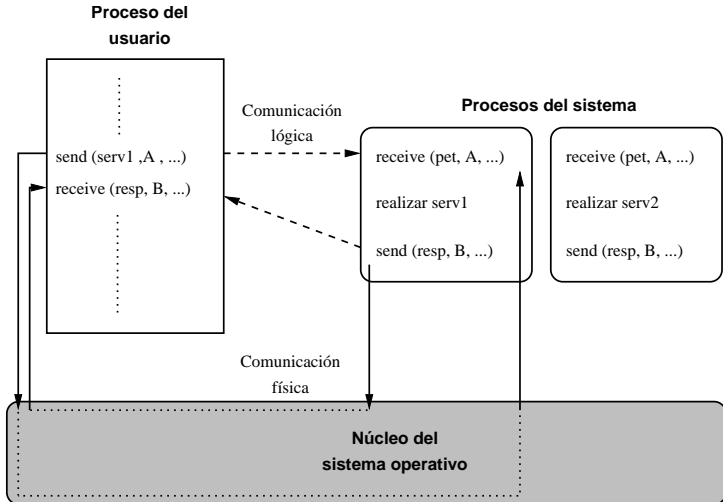 Proceso del
usuario
send (serv1 ,A , ...)
receive (resp, B, ...)
Comunicación
lógica
Procesos del sistema
receive (pet, A, ...)
realizar serv1
send (resp, B, ...)
receive (pet, A, ...)
realizar serv2
send (resp, B, ...)
Comunicación
física
Núcleo del
sistema operativo